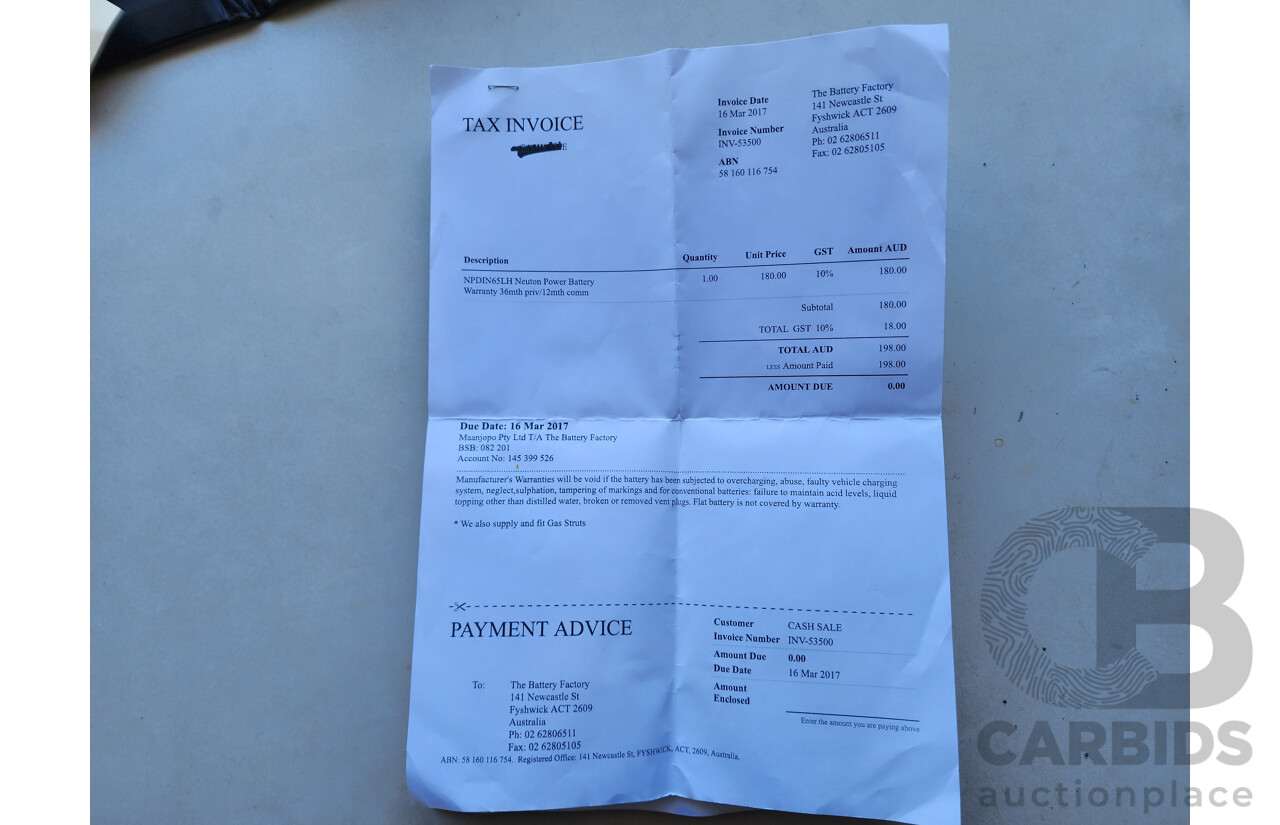 TAX INVOICE
Invoice Date
16 Mar 2017
Invoice Number
INV-53500
ABN
58 160 116 754
The Battery Factory
141 Newcastle St
Fyshwick ACT 2609
Australia
Ph: 02 62806511
Fax: 02 62805105
Description Quantity Unit Price GST Amount AUD
NPDIN65LH Neuton Power Battery 1.00 180.00 10% 180.00
Warranty 36mth priv/12mth comm
Subtotal 180.00
TOTAL GST 10% 18.00
TOTAL AUD 198.00
LESS Amount Paid 198.00
AMOUNT DUE 0.00
Due Date: 16 Mar 2017
Maanjopo Pty Ltd T/A The Battery Factory
BSB: 082 201
Account No: 145 399 526
Manufacturer's Warranties will be void if the battery has been subjected to overcharging, abuse, faulty vehicle charging
system, neglect,sulphation, tampering of markings and for conventional batteries: failure to maintain acid levels, liquid
topping other than distilled water, broken or removed vent plugs. Flat battery is not covered by warranty.
* We also supply and fit Gas Struts
PAYMENT ADVICE
To: The Battery Factory
141 Newcastle St
Fyshwick ACT 2609
Australia
Ph: 02 62806511
Fax: 02 62805105
Customer CASH SALE
Invoice Number INV-53500
Amount Due 0.00
Due Date 16 Mar 2017
Amount
Enclosed
Enter the amount you are paying above
ABN: 58 160 116 754. Registered Office: 141 Newcastle St, FYSHWICK, ACT, 2609, Australia.
CB
CARBIDS
auctionplace